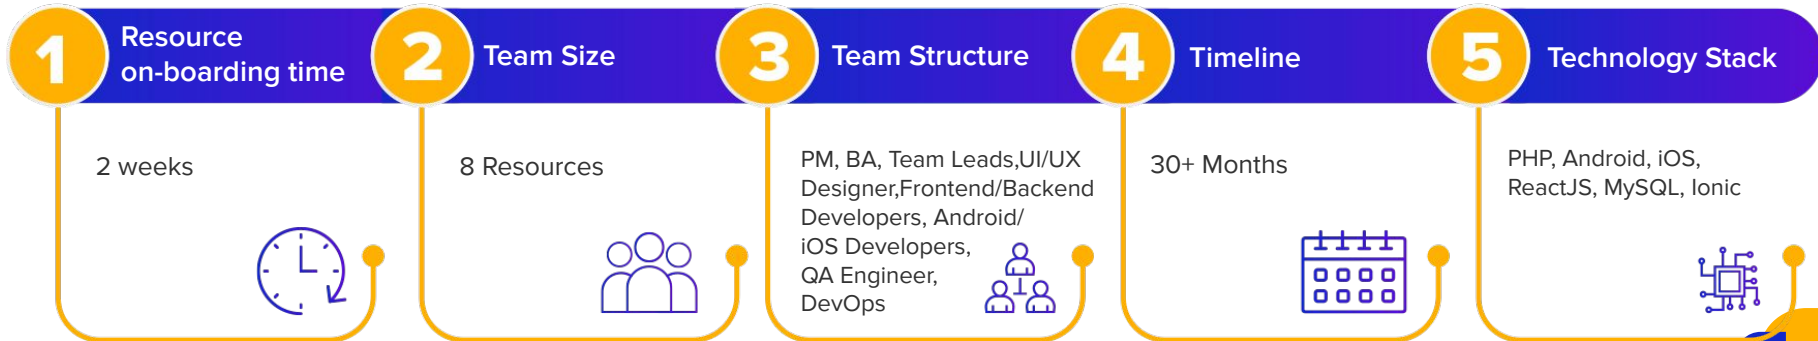 1
Resource
on-boarding time
2 weeks
2
Team Size
8 Resources
3
Team Structure
PM, BA, Team Leads,UI/UX
Designer,Frontend/Backend
Developers, Android/
iOS Developers,
QA Engineer,
DevOps
4
Timeline
30+ Months
5
Technology Stack
PHP, Android, iOS,
ReactJS, MySQL, Ionic